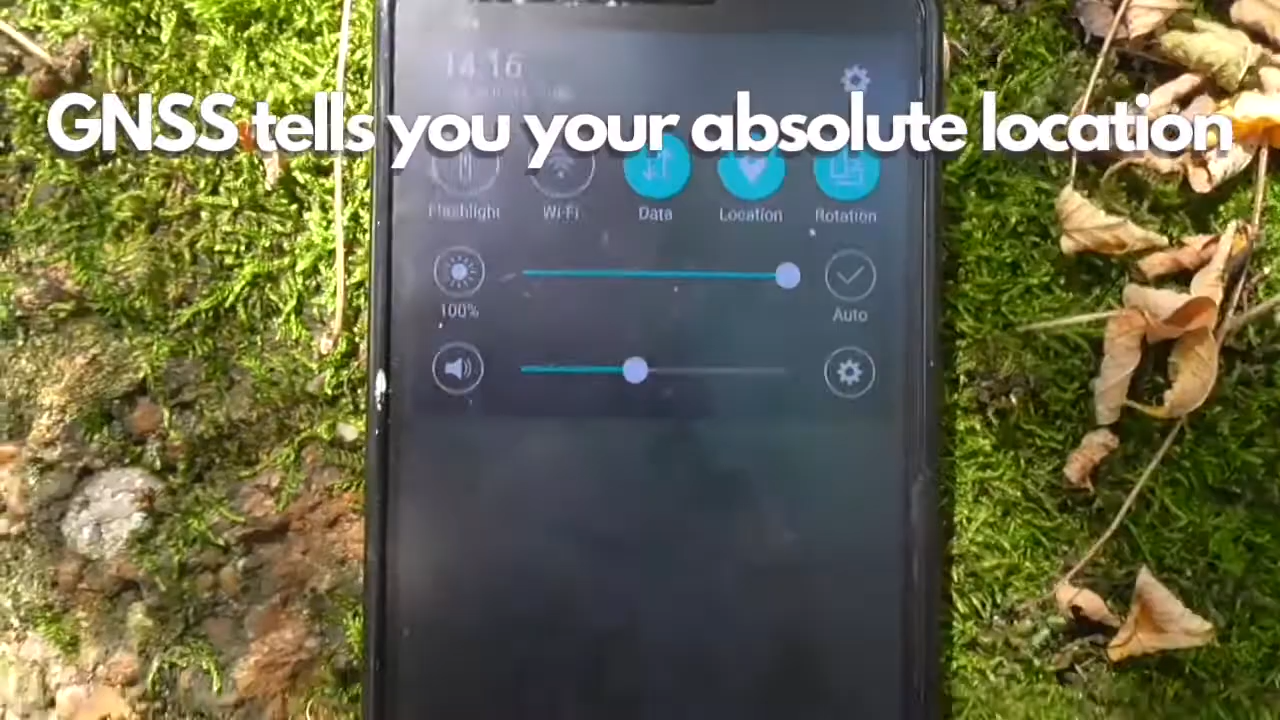 14:16
GNSS tells you your absolute location
Flashlight Wi-Fi Data Location Rotation
100% Auto